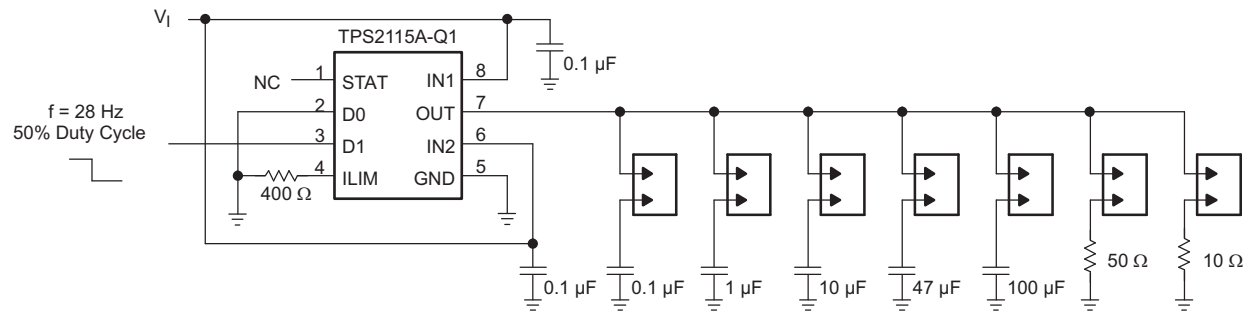 V_I
TPS2115A-Q1
0.1 µF
NC
1 STAT IN1 8
f = 28 Hz
50% Duty Cycle
2 D0 OUT 7
3 D1 IN2 6
4 ILIM GND 5
400 Ω
0.1 µF 0.1 µF 1 µF 10 µF 47 µF 100 µF 50 Ω 10 Ω